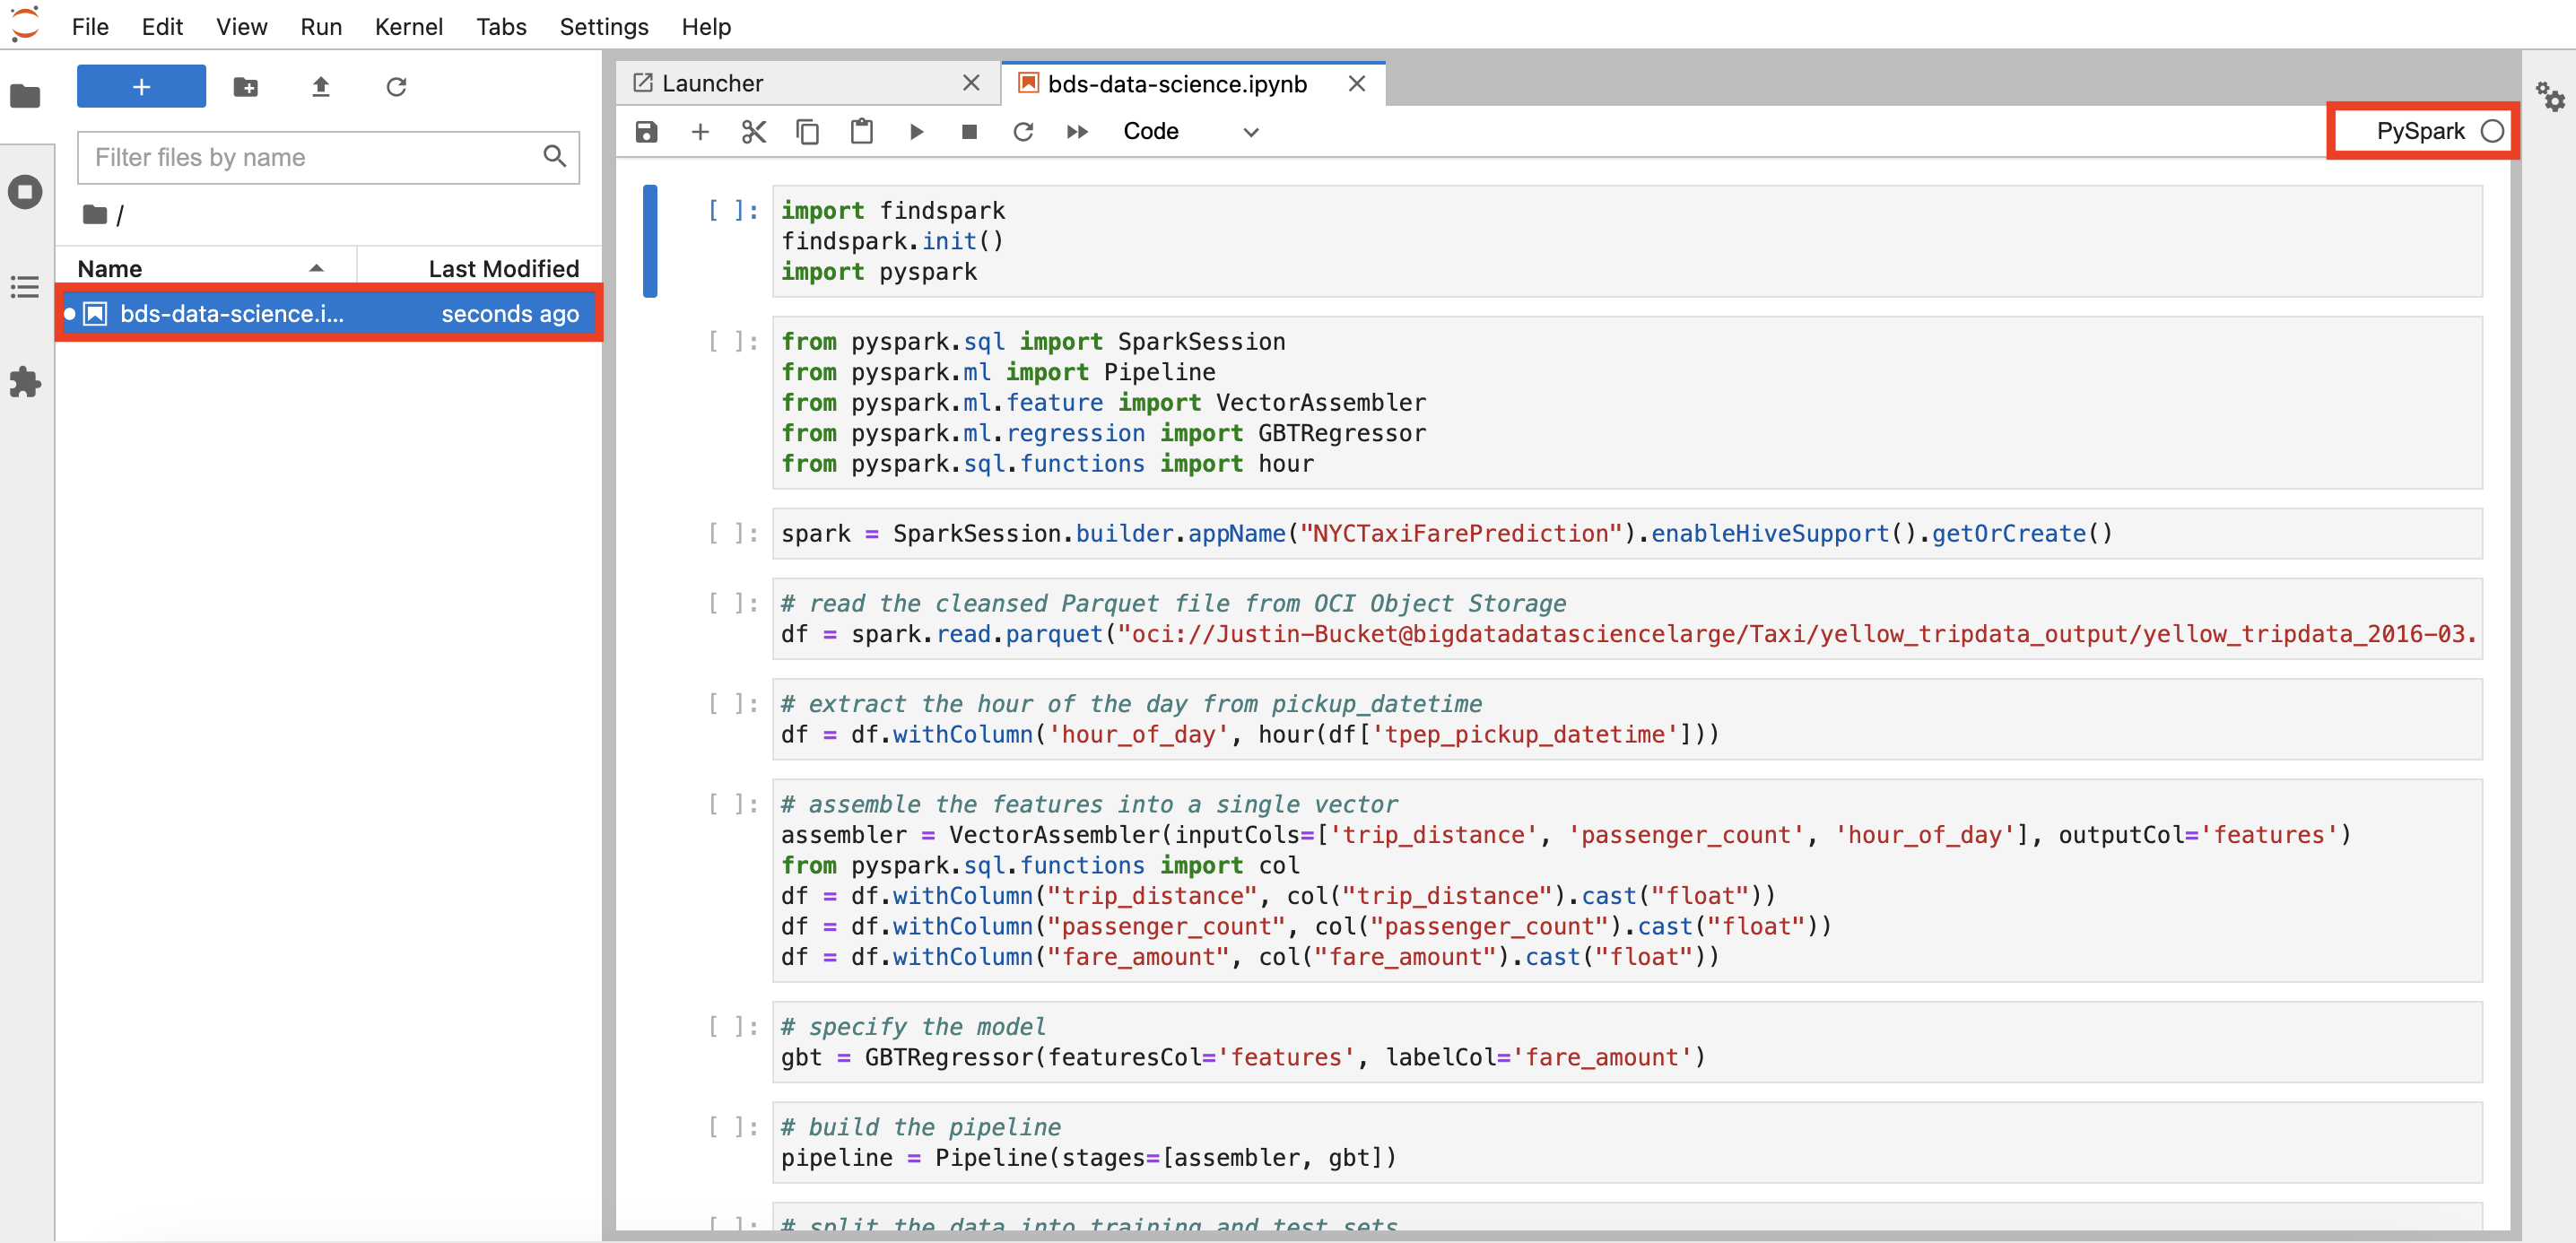 File Edit View Run Kernel Tabs Settings Help
+
Filter files by name
/
Name Last Modified
bds-data-science.i... seconds ago
Launcher
bds-data-science.ipynb
Code
PySpark
[ ]: import findspark
findspark.init()
import pyspark
[ ]: from pyspark.sql import SparkSession
from pyspark.ml import Pipeline
from pyspark.ml.feature import VectorAssembler
from pyspark.ml.regression import GBTRegressor
from pyspark.sql.functions import hour
[ ]: spark = SparkSession.builder.appName("NYCTaxiFarePrediction").enableHiveSupport().getOrCreate()
[ ]: # read the cleansed Parquet file from OCI Object Storage
df = spark.read.parquet("oci://Justin-Bucket@bigdatadatasciencelarge/Taxi/yellow_tripdata_output/yellow_tripdata_2016-03.
[ ]: # extract the hour of the day from pickup_datetime
df = df.withColumn('hour_of_day', hour(df['tpep_pickup_datetime']))
[ ]: # assemble the features into a single vector
assembler = VectorAssembler(inputCols=['trip_distance', 'passenger_count', 'hour_of_day'], outputCol='features')
from pyspark.sql.functions import col
df = df.withColumn("trip_distance", col("trip_distance").cast("float"))
df = df.withColumn("passenger_count", col("passenger_count").cast("float"))
df = df.withColumn("fare_amount", col("fare_amount").cast("float"))
[ ]: # specify the model
gbt = GBTRegressor(featuresCol='features', labelCol='fare_amount')
[ ]: # build the pipeline
pipeline = Pipeline(stages=[assembler, gbt])
[ ]: # split the data into training and test sets